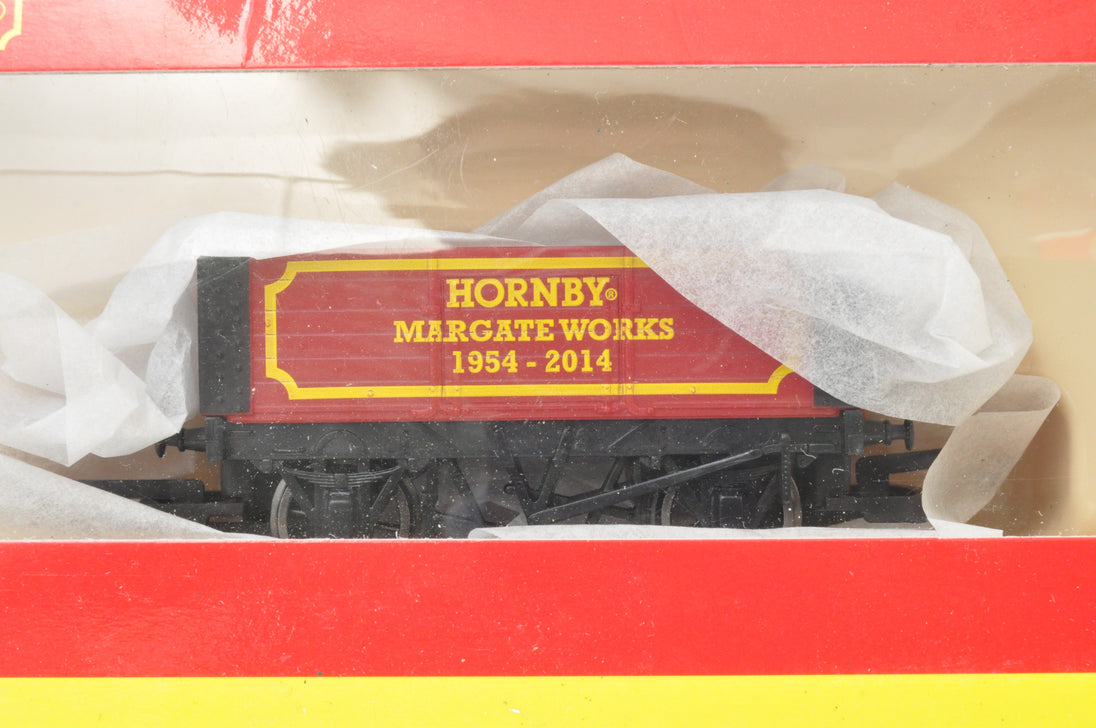 HORNBY®
MARGATE WORKS
1954 - 2014